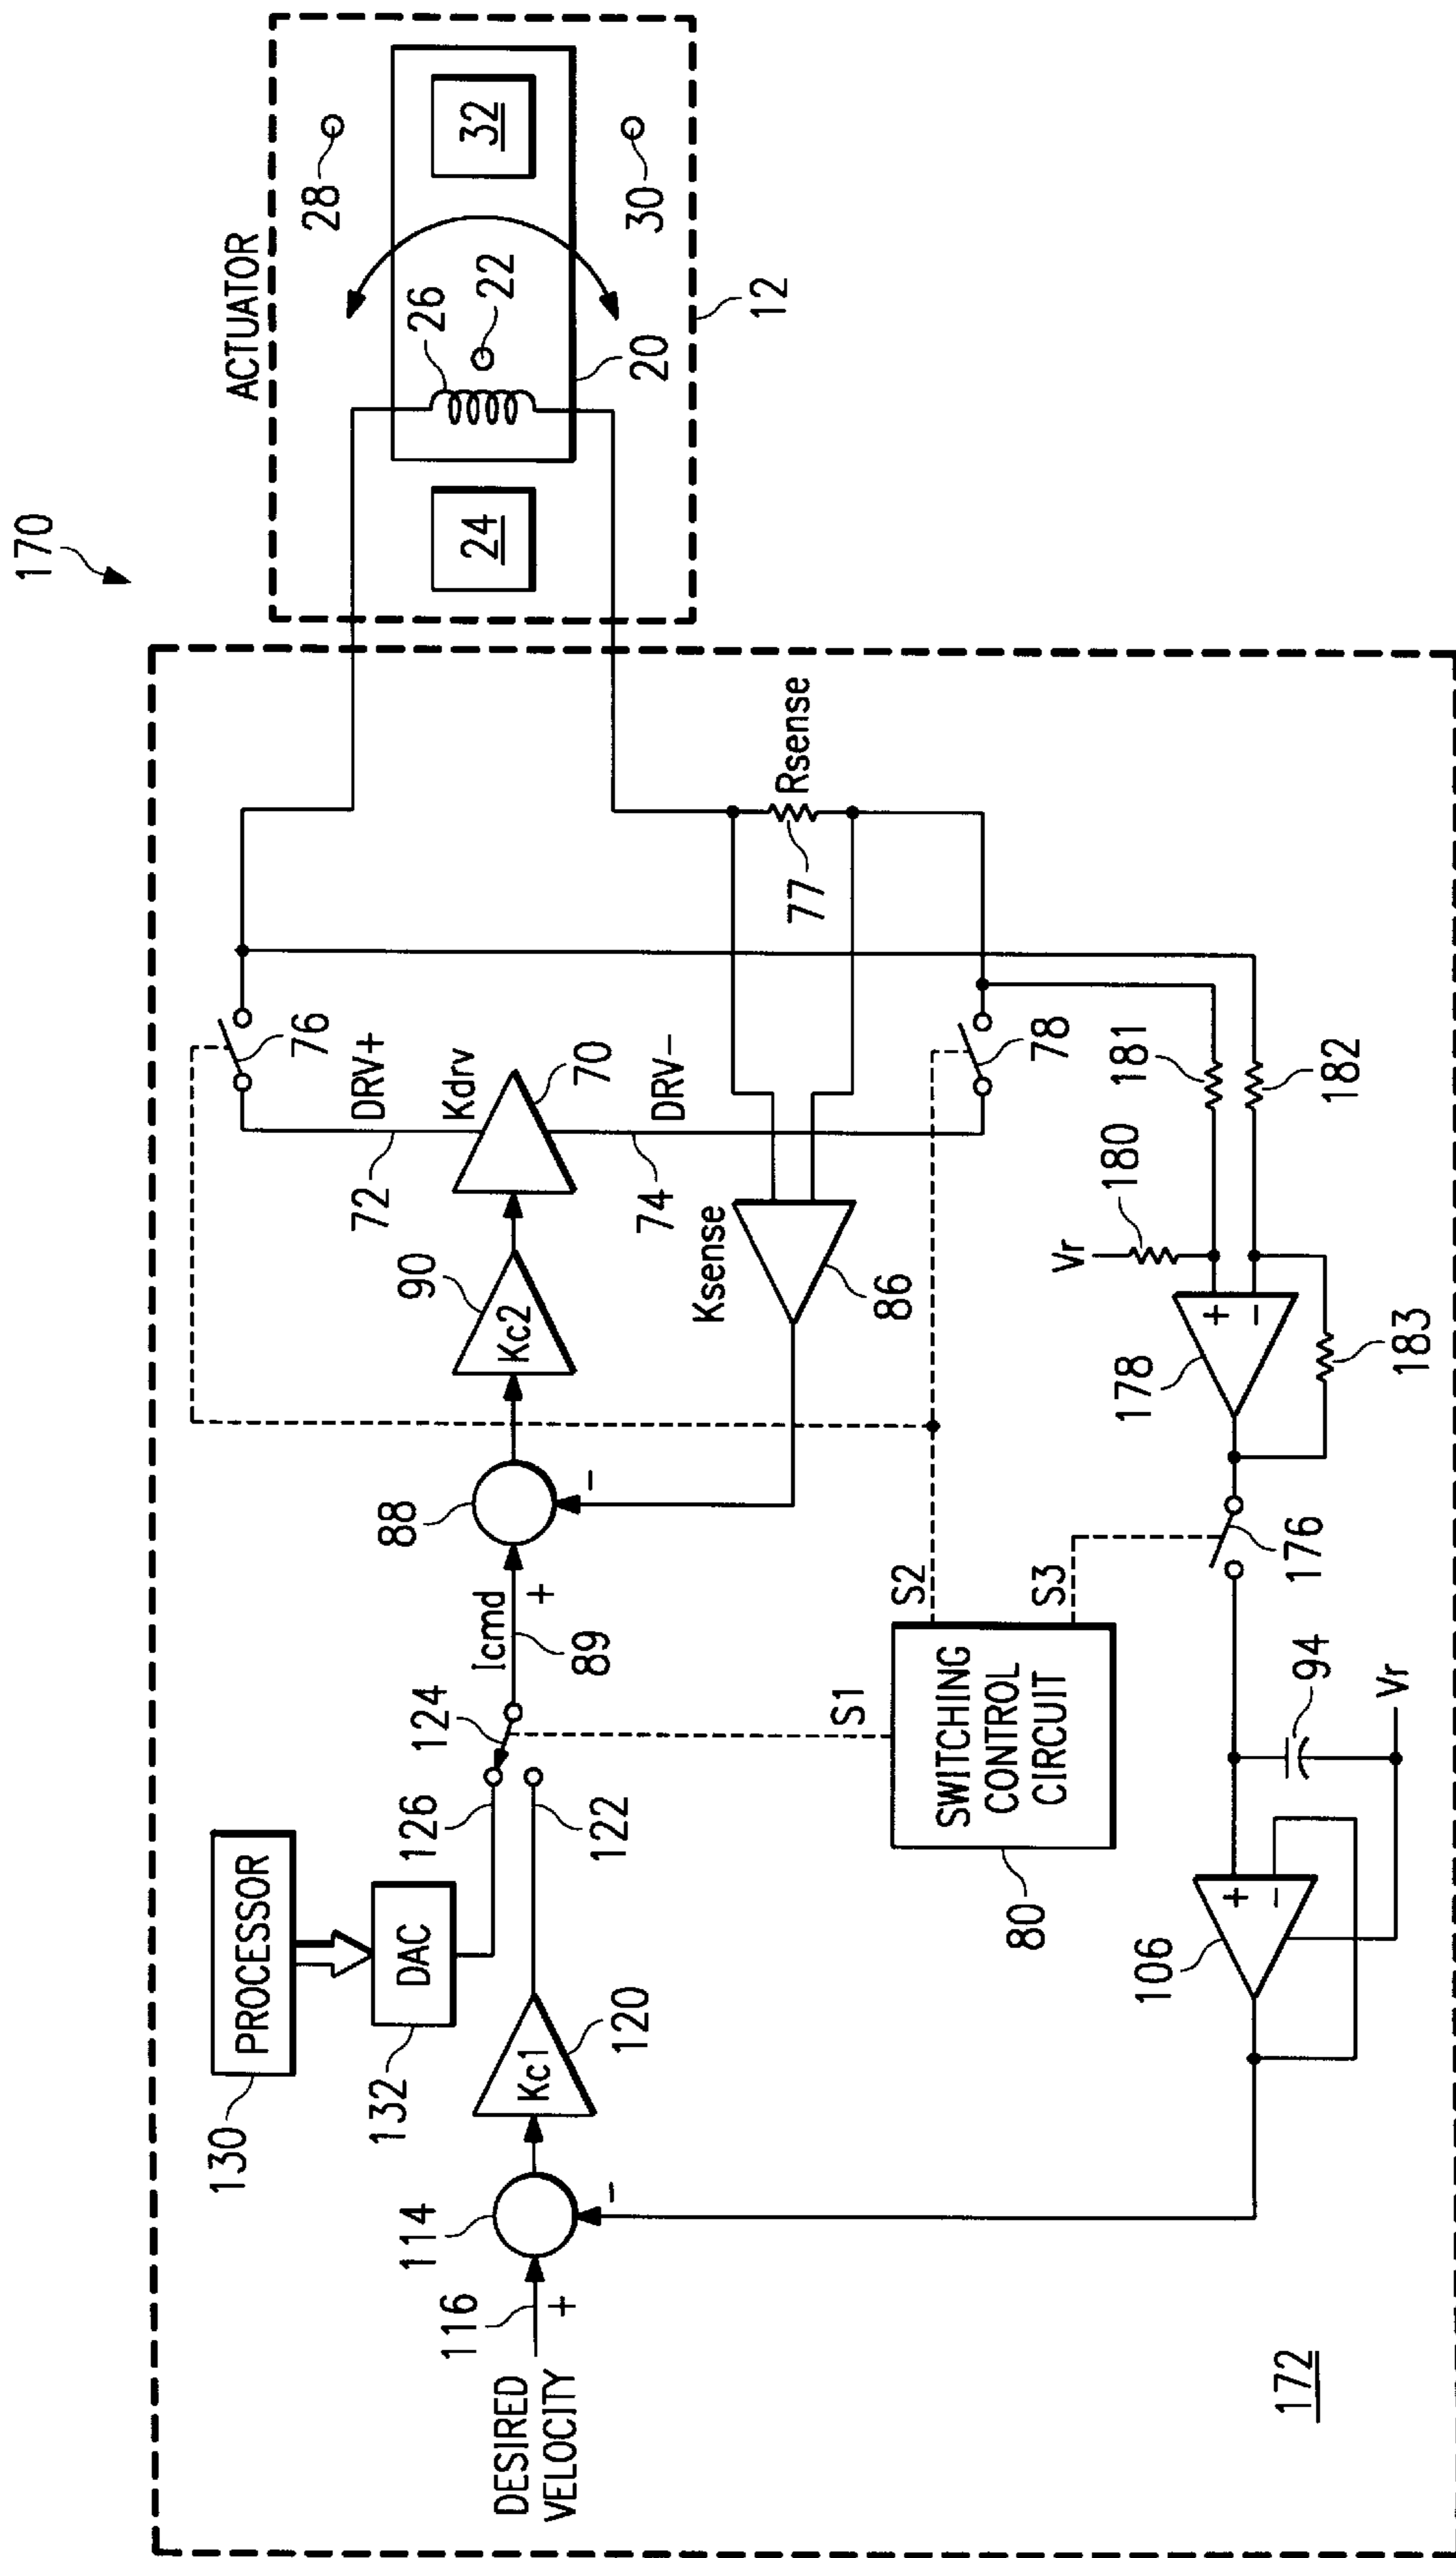 170
ACTUATOR
28
32
30
26
22
20
24
12
PROCESSOR
130
DAC
132
126
124
Icmd
+
89
88
-
90
Kc2
72
DRV+
Kdrv
70
DRV-
74
76
78
Rsense
77
Ksense
86
DESIRED
VELOCITY
116
+
114
-
Kc1
120
122
S1
S2
S3
SWITCHING
CONTROL
CIRCUIT
80
106
+
-
94
Vr
176
178
+
-
Vr
180
181
182
183
172